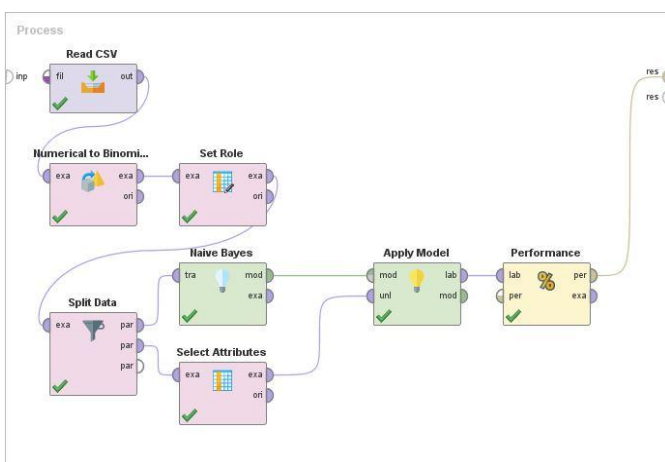 Process
Read CSV
inp
fil
out
res
res
Numerical to Binomi...
Set Role
exa
exa
ori
exa
exa
ori
Naive Bayes
Apply Model
Performance
tra
mod
exa
mod
lab
unl
mod
lab
per
per
exa
Split Data
exa
par
par
par
Select Attributes
exa
exa
ori